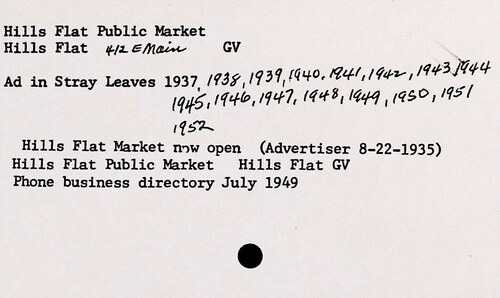 Hills Flat Public Market
Hills Flat 412 E Main GV
Ad in Stray Leaves 1937, 1938, 1939, 1940, 1941, 1942, 1943, 1944
1945, 1946, 1947, 1948, 1949, 1950, 1951
1952
Hills Flat Market now open (Advertiser 8-22-1935)
Hills Flat Public Market Hills Flat GV
Phone business directory July 1949